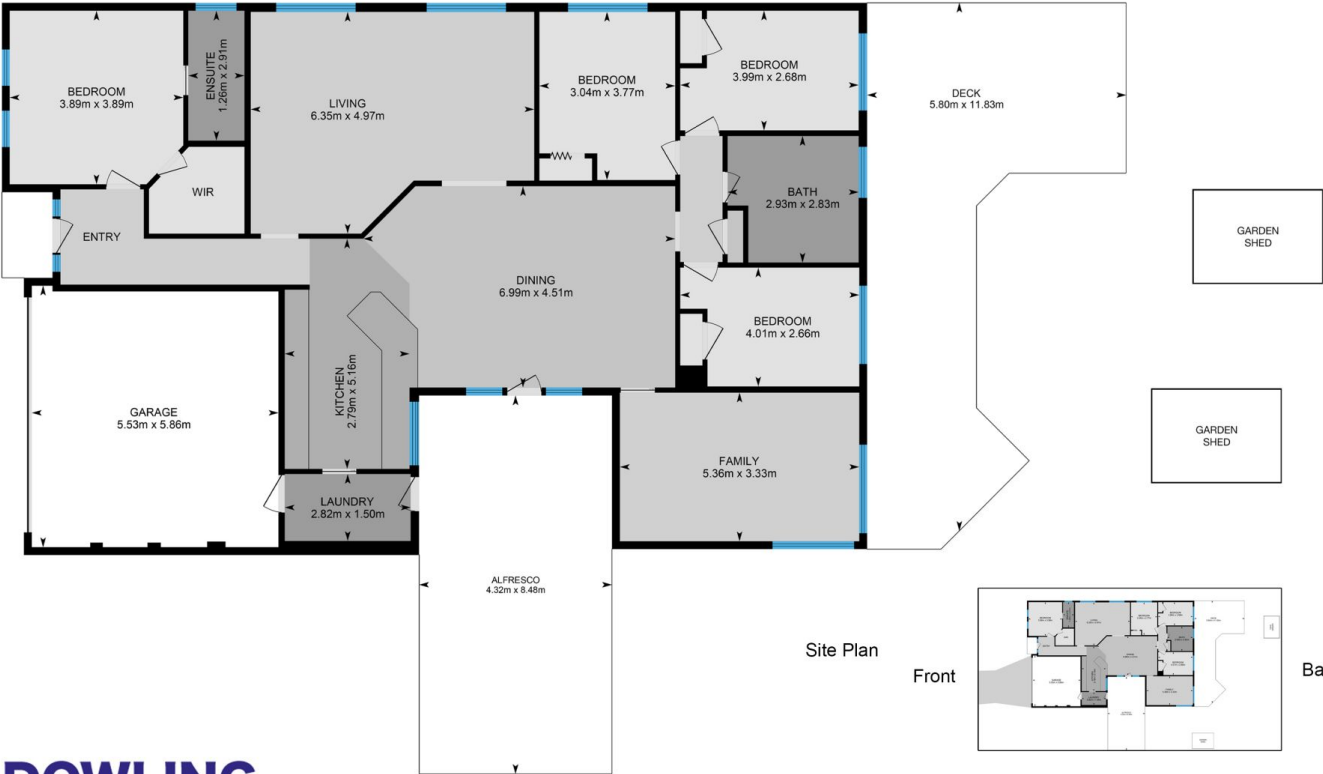 BEDROOM
3.89m x 3.89m
ENSUITE
1.26m x 2.91m
LIVING
6.35m x 4.97m
BEDROOM
3.04m x 3.77m
BEDROOM
3.99m x 2.68m
DECK
5.80m x 11.83m
WIR
BATH
2.93m x 2.83m
ENTRY
GARDEN
SHED
DINING
6.99m x 4.51m
BEDROOM
4.01m x 2.66m
KITCHEN
2.79m x 5.16m
GARAGE
5.53m x 5.86m
GARDEN
SHED
FAMILY
5.36m x 3.33m
LAUNDRY
2.82m x 1.50m
ALFRESCO
4.32m x 8.48m
Site Plan
Front
Ba
DOWLING